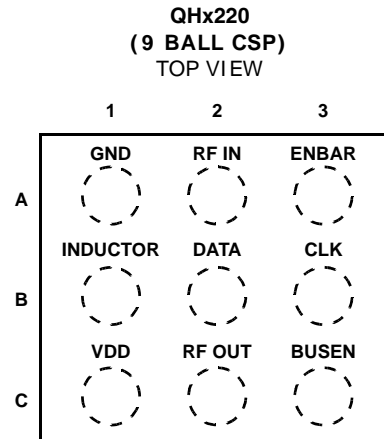 QHx220
(9 BALL CSP)
TOP VIEW
1 2 3
GND RF IN ENBAR
A
INDUCTOR DATA CLK
B
VDD RF OUT BUSEN
C